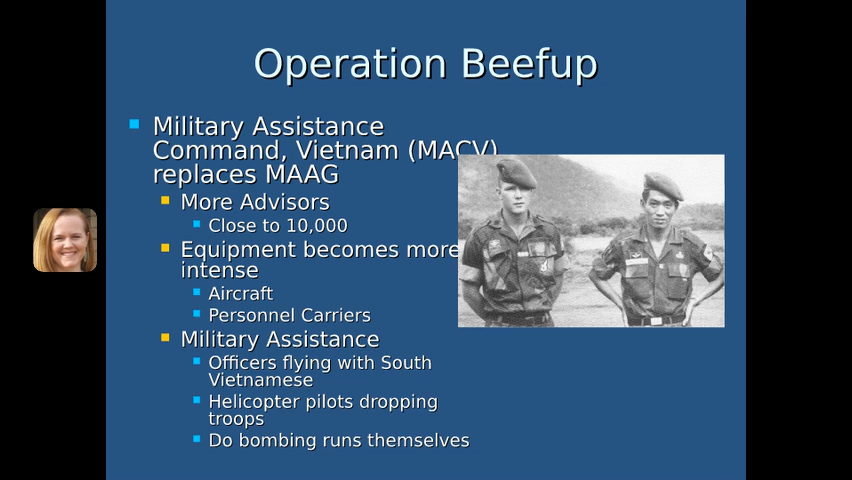 Operation Beefup
Military Assistance
Command, Vietnam (MACV)
replaces MAAG
More Advisors
Close to 10,000
Equipment becomes more
intense
Aircraft
Personnel Carriers
Military Assistance
Officers flying with South
Vietnamese
Helicopter pilots dropping
troops
Do bombing runs themselves